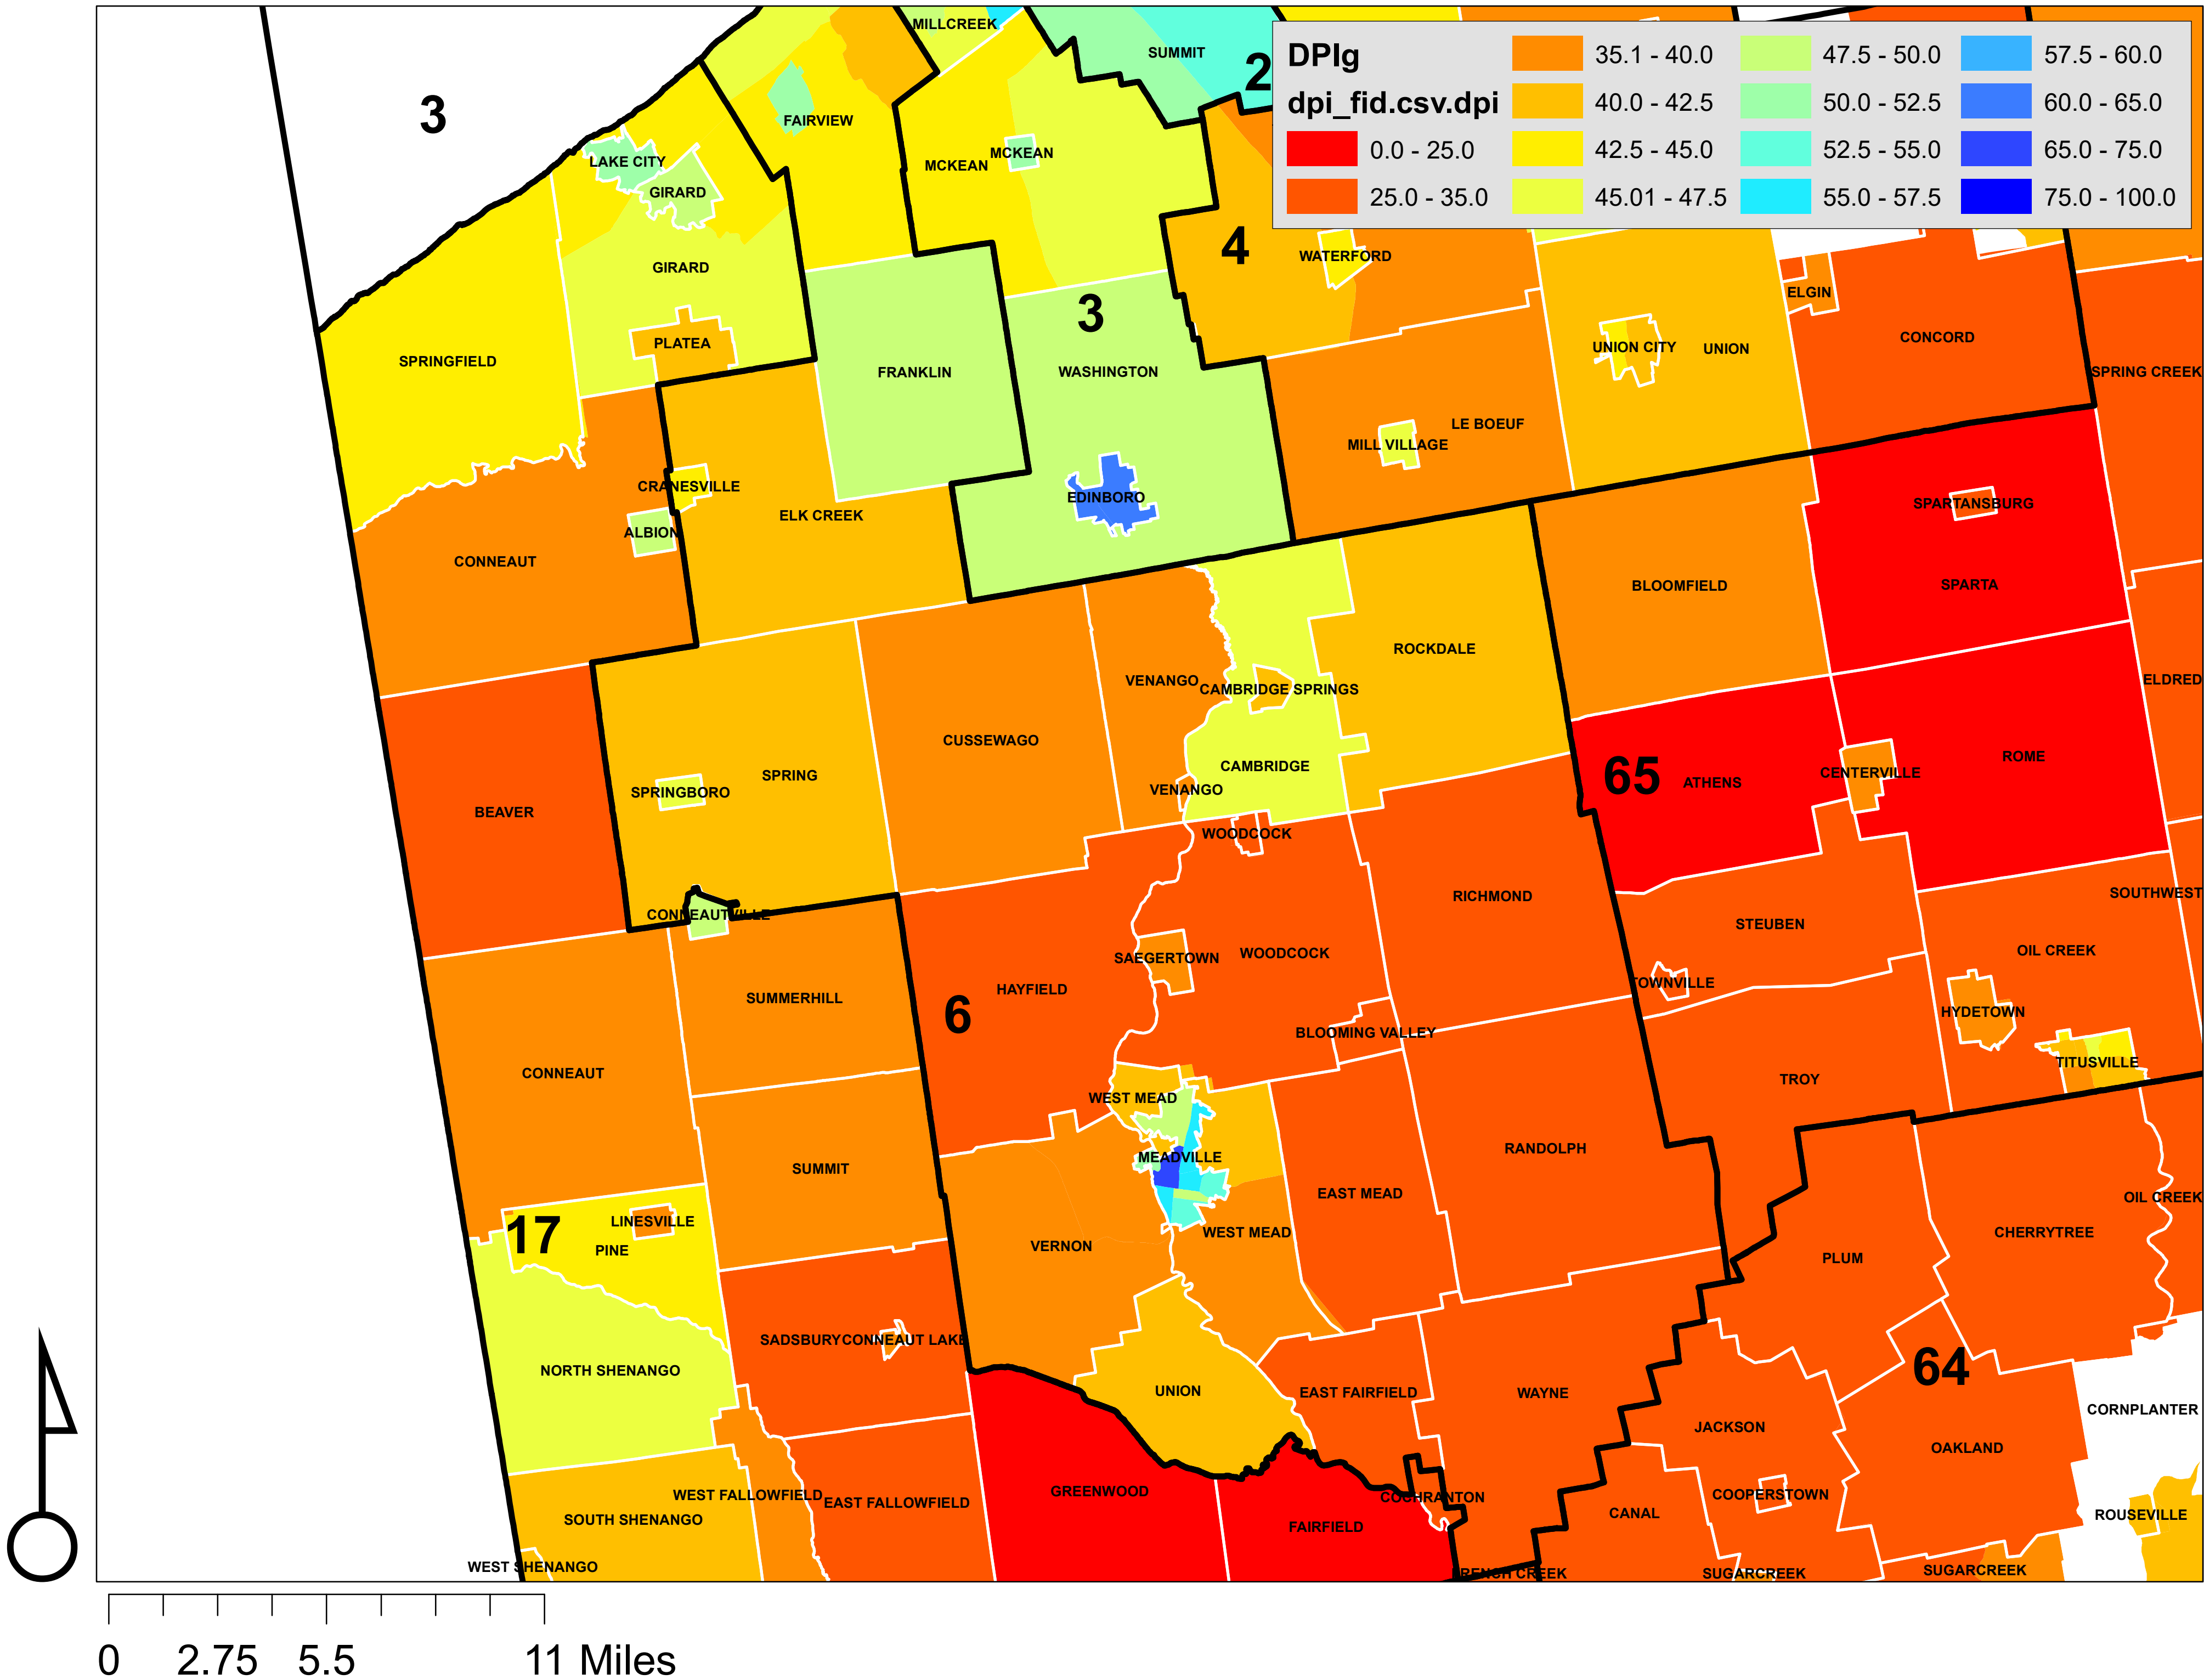 MILLCREEK
SUMMIT
2
DPIg
dpi_fid.csv.dpi
0.0 - 25.0
25.0 - 35.0
35.1 - 40.0
40.0 - 42.5
42.5 - 45.0
45.01 - 47.5
47.5 - 50.0
50.0 - 52.5
52.5 - 55.0
55.0 - 57.5
57.5 - 60.0
60.0 - 65.0
65.0 - 75.0
75.0 - 100.0
3
FAIRVIEW
LAKE CITY
MCKEAN
MCKEAN
GIRARD
4
WATERFORD
GIRARD
ELGIN
3
PLATEA
SPRINGFIELD
FRANKLIN
WASHINGTON
UNION CITY
UNION
CONCORD
SPRING CREEK
LE BOEUF
MILL VILLAGE
CRANESVILLE
EDINBORO
SPARTANSBURG
ELK CREEK
ALBION
CONNEAUT
BLOOMFIELD
SPARTA
ROCKDALE
VENANGO
CAMBRIDGE SPRINGS
ELDRED
CUSSEWAGO
SPRING
CAMBRIDGE
65
ATHENS
CENTERVILLE
ROME
SPRINGBORO
VENANGO
BEAVER
WOODCOCK
RICHMOND
SOUTHWEST
CONNEAUTVILLE
STEUBEN
WOODCOCK
OIL CREEK
SAEGERTOWN
HAYFIELD
SUMMERHILL
TOWNVILLE
6
HYDETOWN
BLOOMING VALLEY
CONNEAUT
TITUSVILLE
TROY
WEST MEAD
MEADVILLE
RANDOLPH
SUMMIT
EAST MEAD
OIL CREEK
17
LINESVILLE
PINE
VERNON
WEST MEAD
CHERRYTREE
PLUM
SADSBURY
CONNEAUT LAKE
NORTH SHENANGO
64
UNION
EAST FAIRFIELD
WAYNE
CORNPLANTER
JACKSON
OAKLAND
GREENWOOD
WEST FALLOWFIELD
EAST FALLOWFIELD
COCHRANTON
COOPERSTOWN
SOUTH SHENANGO
FAIRFIELD
CANAL
ROUSEVILLE
WEST SHENANGO
FRENCH CREEK
SUGARCREEK
SUGARCREEK
0 2.75 5.5 11 Miles